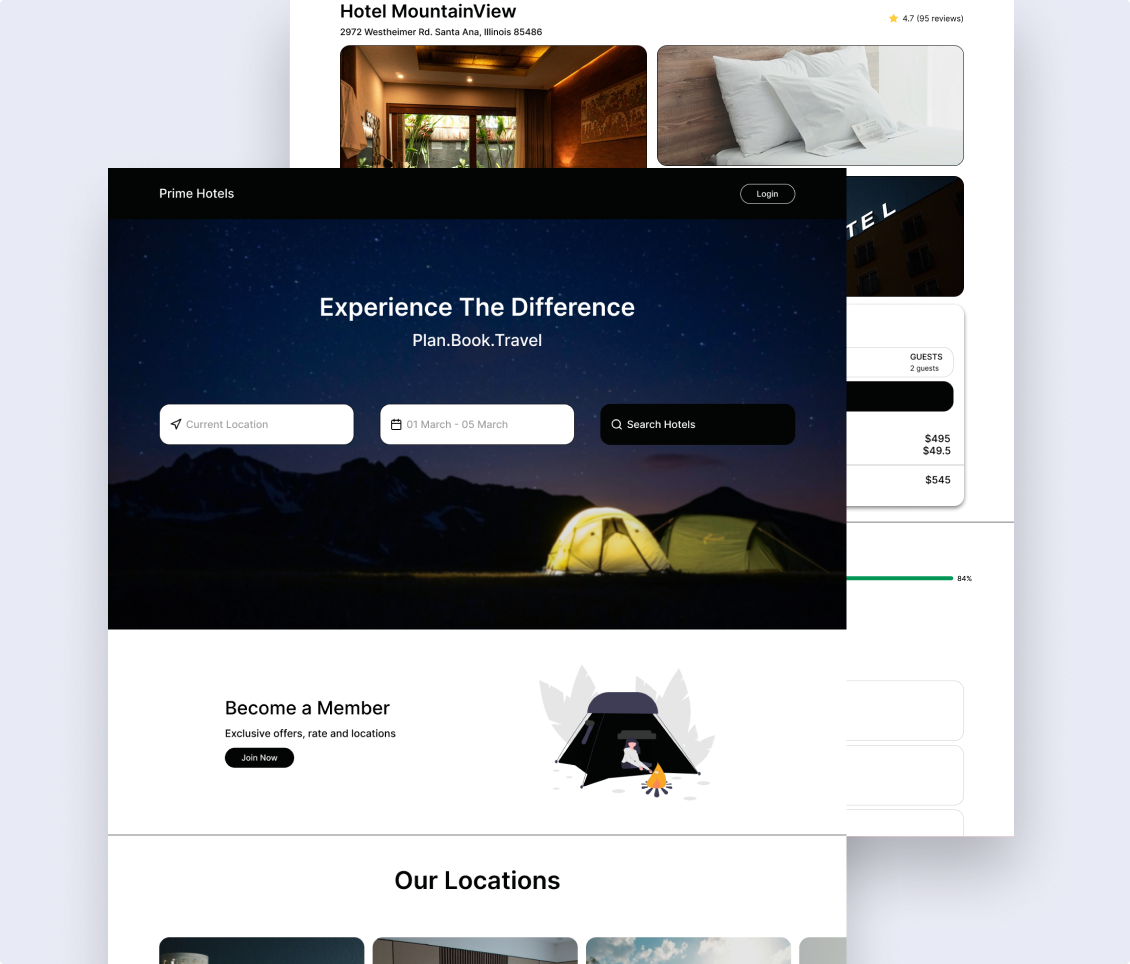 Hotel MountainView
4.7 (95 reviews)
2972 Westheimer Rd. Santa Ana, Illinois 85486
Prime Hotels
Login
TEL
Experience The Difference
Plan.Book.Travel
GUESTS
2 guests
Current Location
01 March - 05 March
Search Hotels
$495
$49.5
$545
84%
Become a Member
Exclusive offers, rate and locations
Join Now
Our Locations